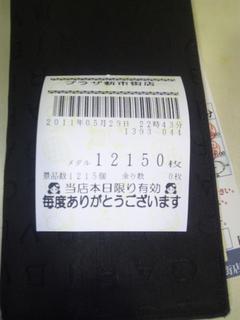 プラザ新市街店
2011年05月29日 22時43分
1393-044
メダル 12150枚
景品数1215個 余り数 0枚
当店本日限り有効
毎度ありがとうございます